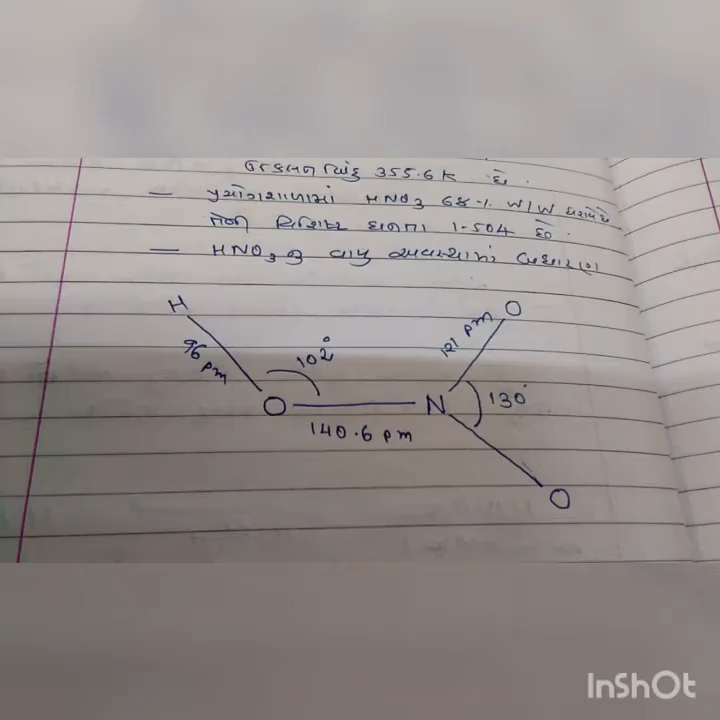 ઉત્કલન બિંદુ 355.6 K છે.
— પ્રયોગશાળામાં HNO3 68 % W/W ધરાવે છે
તેની વિશિષ્ટ ઘનતા 1.504 છે.
— HNO3 નું વાયુ અવસ્થામાં બંધારણ
H
O
96 pm
102°
121 pm
O
N
130°
140.6 pm
O
InShOt